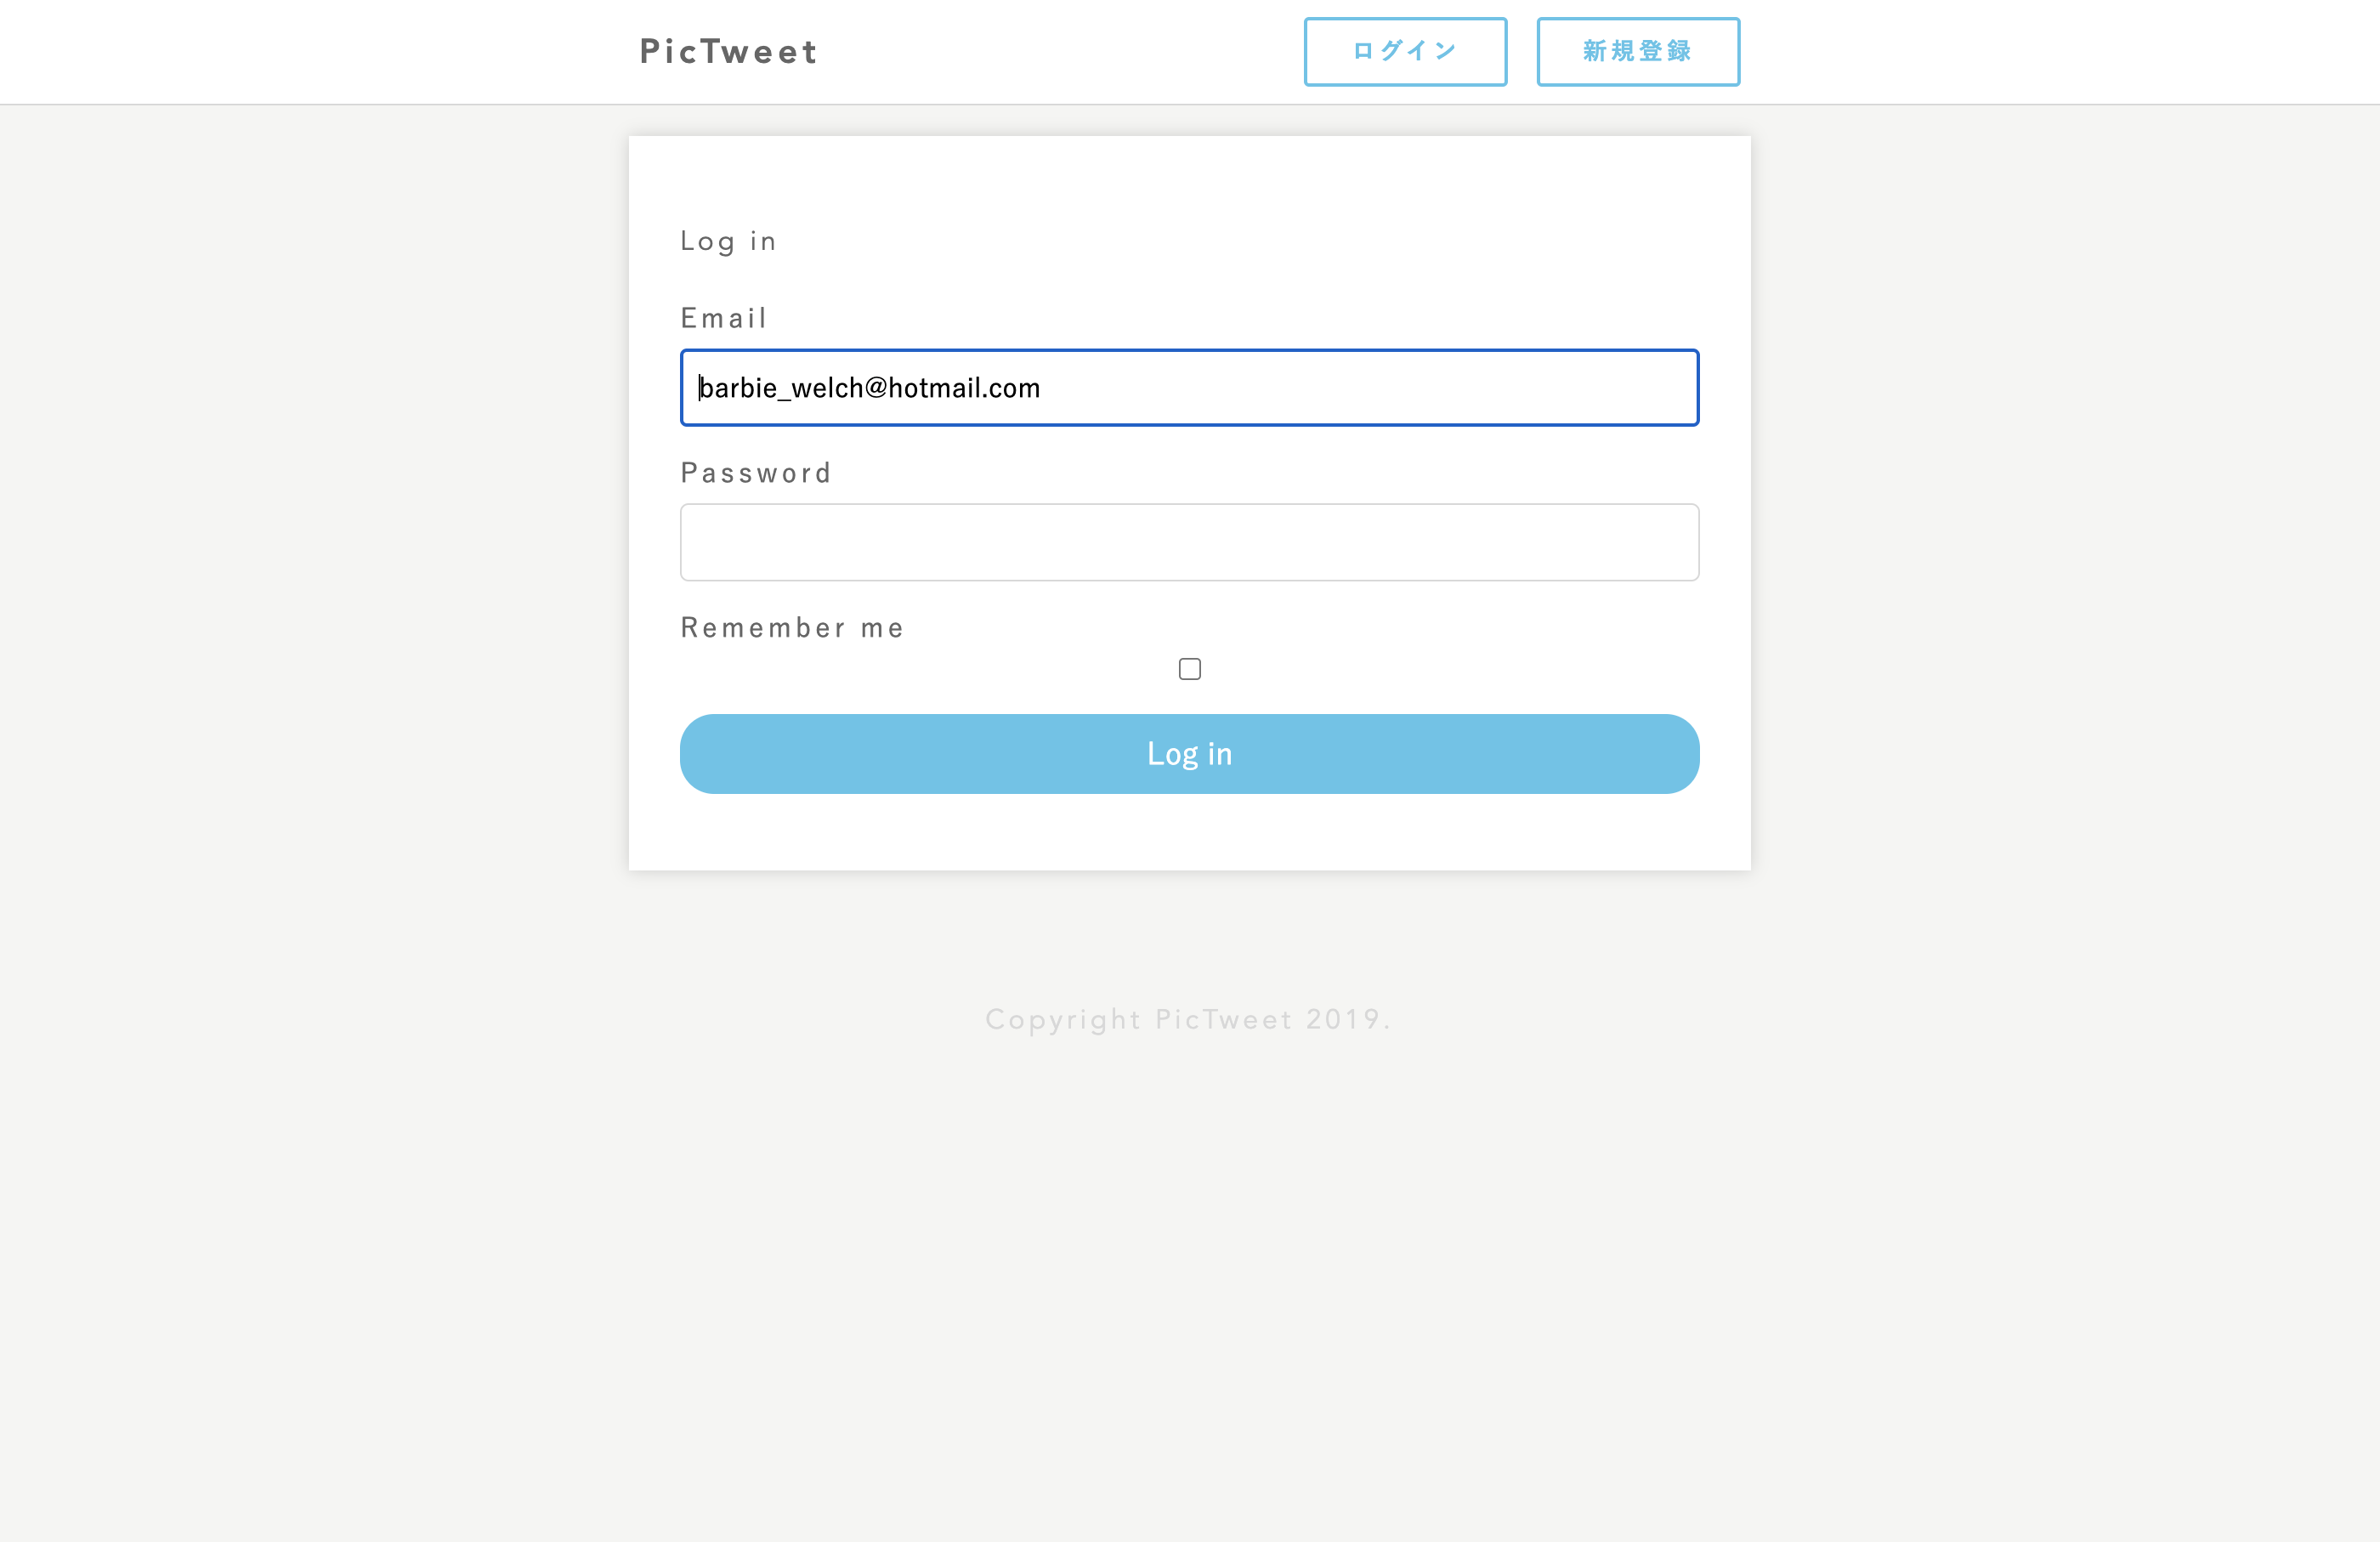 PicTweet
ログイン
新規登録
Log in
Email
barbie_welch@hotmail.com
Password
Remember me
Log in
Copyright PicTweet 2019.